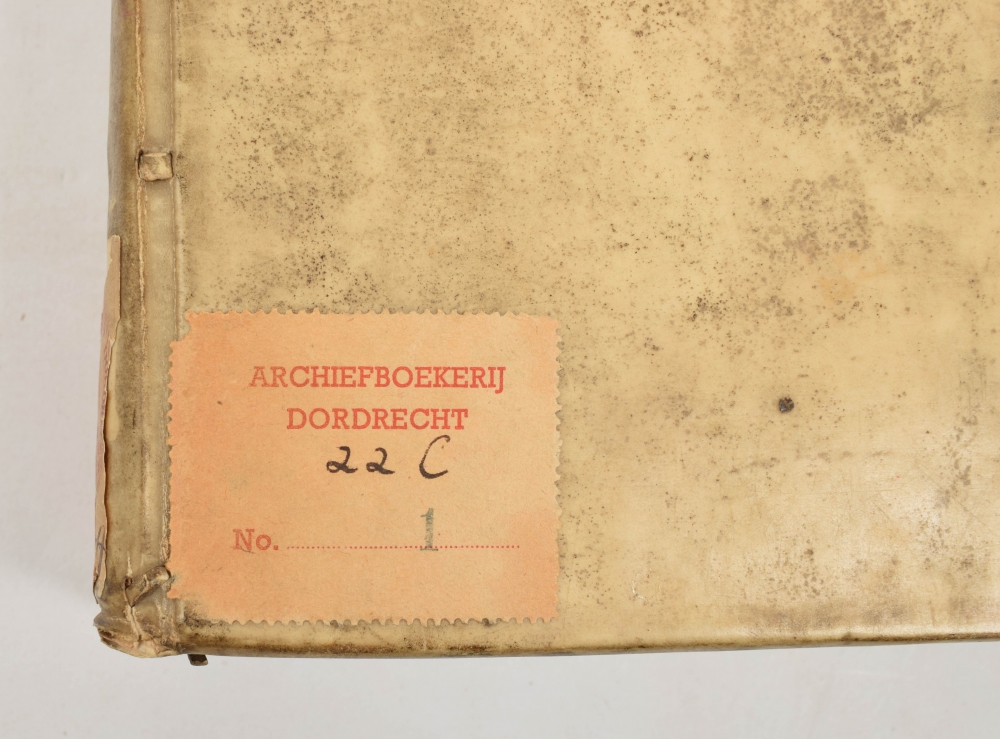 ARCHIEFBOEKERIJ
DORDRECHT
22 C
No. 1